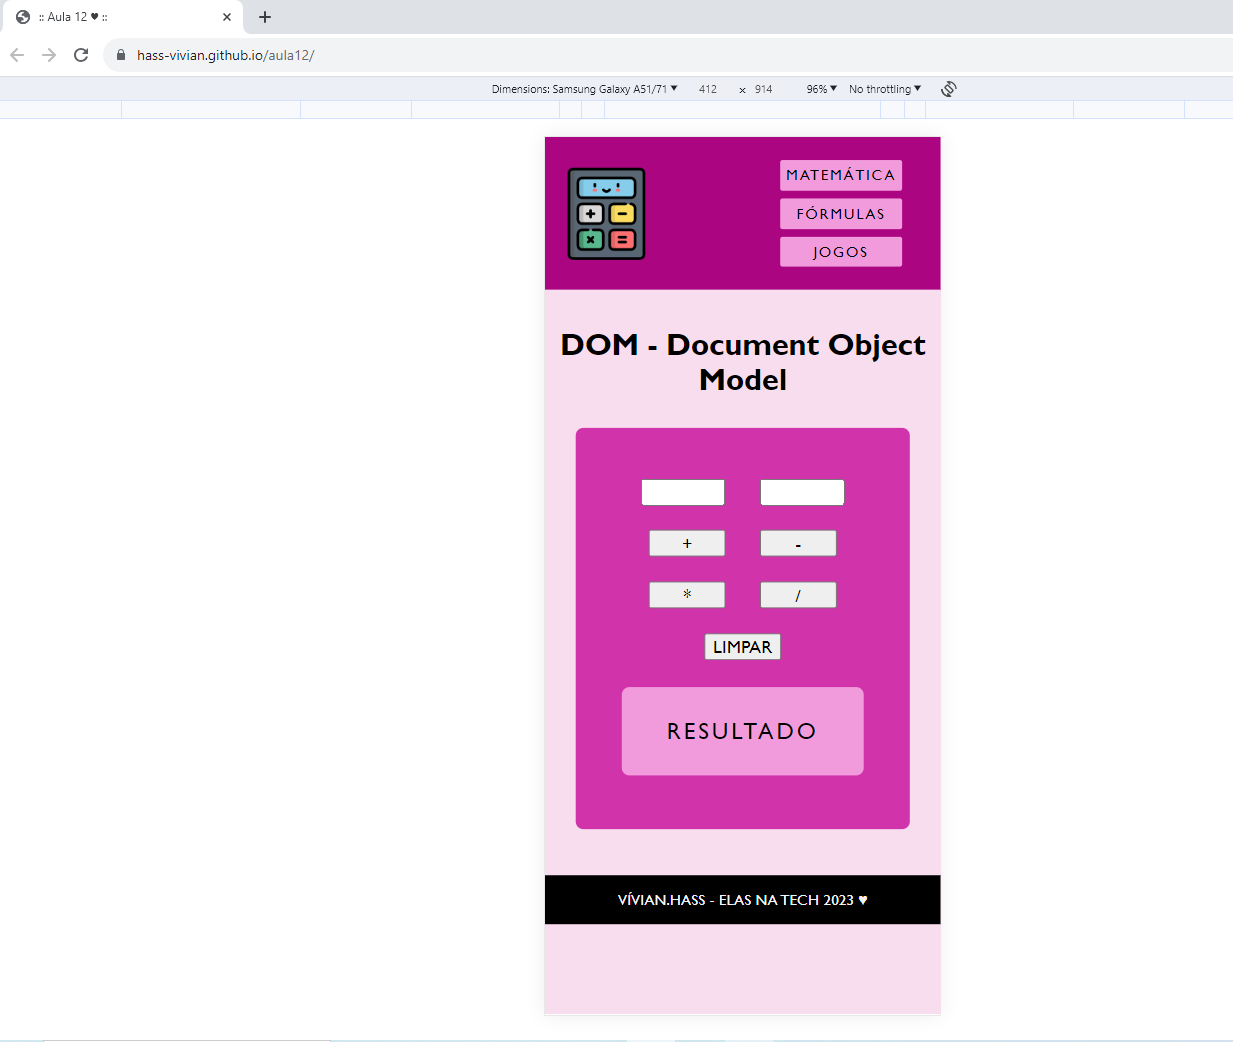 :: Aula 12 ♥ ::
hass-vivian.github.io/aula12/
Dimensions: Samsung Galaxy A51/71 ▼ 412 × 914 96% ▼ No throttling ▼
MATEMÁTICA
FÓRMULAS
JOGOS
+ -
× =
DOM - Document Object
Model
+ -
* /
LIMPAR
RESULTADO
VÍVIAN.HASS - ELAS NA TECH 2023 ♥